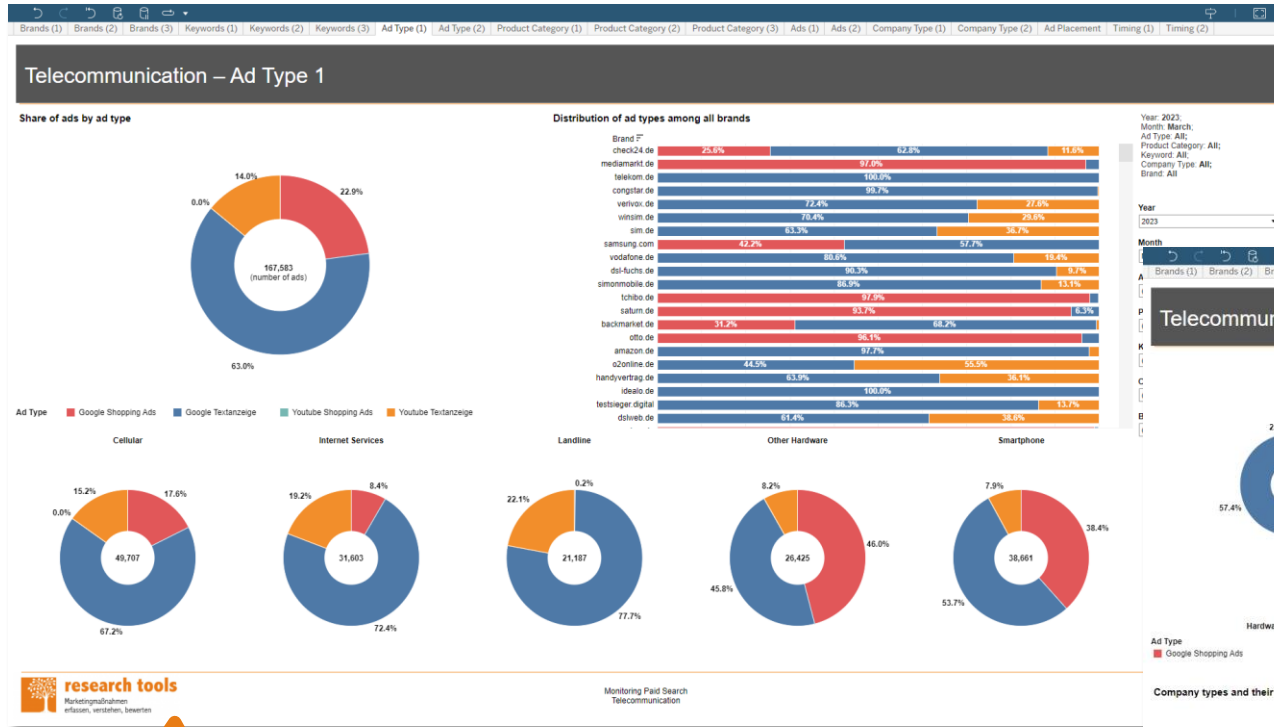 Brands (1) Brands (2) Brands (3) Keywords (1) Keywords (2) Keywords (3) Ad Type (1) Ad Type (2) Product Category (1) Product Category (2) Product Category (3) Ads (1) Ads (2) Company Type (1) Company Type (2) Ad Placement Timing (1) Timing (2)
Telecommunication – Ad Type 1
Share of ads by ad type
14.0%
22.9%
0.0%
167,583
(number of ads)
63.0%
Ad Type Google Shopping Ads Google Textanzeige Youtube Shopping Ads Youtube Textanzeige
Distribution of ad types among all brands
Brand
check24.de 25.6% 62.8% 11.6%
mediamarkt.de 97.0%
telekom.de 100.0%
congstar.de 99.7%
verivox.de 72.4% 27.6%
winsim.de 70.4% 29.6%
sim.de 63.3% 36.7%
samsung.com 42.2% 57.7%
vodafone.de 80.6% 19.4%
dsl-fuchs.de 90.3% 9.7%
simonmobile.de 86.9% 13.1%
tchibo.de 97.9%
saturn.de 93.7% 6.3%
backmarket.de 31.2% 68.2%
otto.de 96.1%
amazon.de 97.7%
o2online.de 44.5% 55.5%
handyvertrag.de 63.9% 36.1%
idealo.de 100.0%
testsieger.digital 86.3% 13.7%
dslweb.de 61.4% 38.6%
Year: 2023;
Month: March;
Ad Type: All;
Product Category: All;
Keyword: All;
Company Type: All;
Brand: All
Year
2023
Month
Brands (1) Brands (2) Br
Telecommu
57.4%
Hardwa
Ad Type
Google Shopping Ads
Company types and their
Cellular
15.2%
17.6%
0.0%
49,707
67.2%
Internet Services
8.4%
19.2%
31,603
72.4%
Landline
0.2%
22.1%
21,187
77.7%
Other Hardware
8.2%
46.0%
26,425
45.8%
Smartphone
7.9%
38.4%
38,661
53.7%
research tools
Marketingmaßnahmen
erfassen, verstehen, bewerten
Monitoring Paid Search
Telecommunication